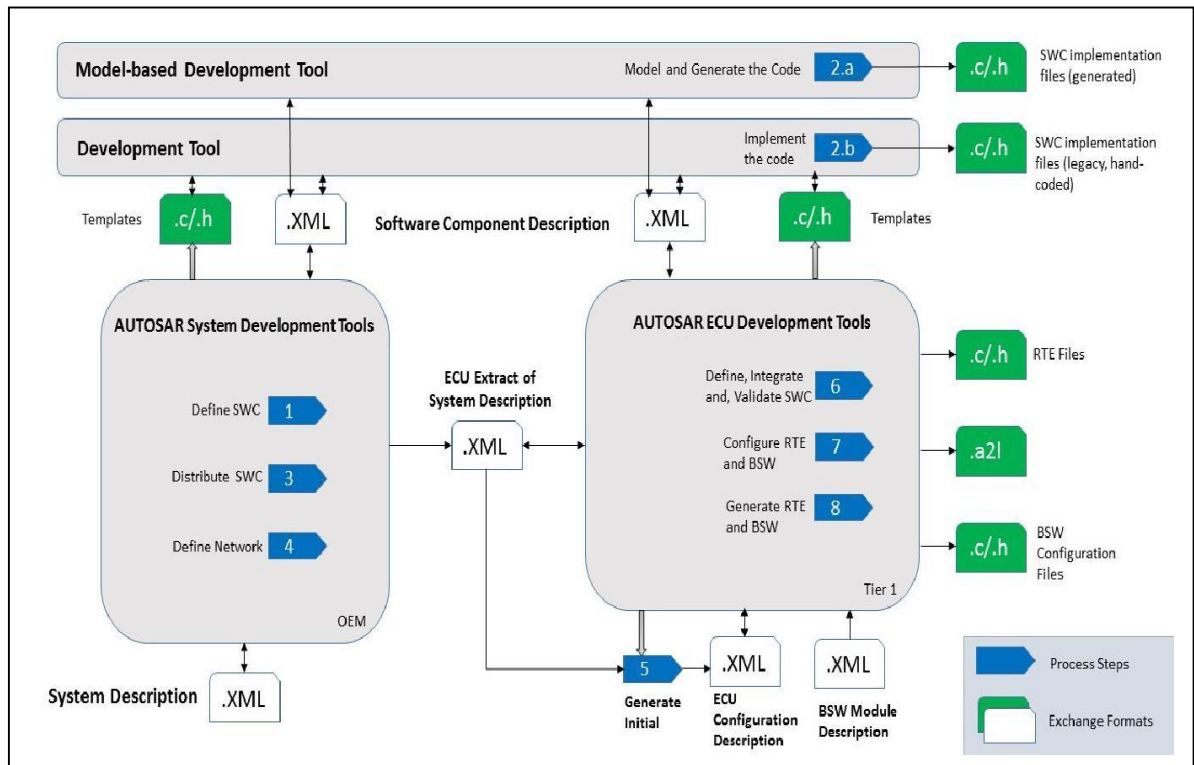 Model-based Development Tool
Model and Generate the Code
2.a
.c/.h
SWC implementation
files (generated)
Development Tool
Implement
the code
2.b
.c/.h
SWC implementation
files (legacy, hand-
coded)
Templates
.c/.h
.XML
Software Component Description
.XML
.c/.h
Templates
AUTOSAR System Development Tools
Define SWC
1
Distribute SWC
3
Define Network
4
OEM
ECU Extract of
System Description
.XML
AUTOSAR ECU Development Tools
Define, Integrate
and, Validate SWC
6
Configure RTE
and BSW
7
Generate RTE
and BSW
8
Tier 1
.c/.h
RTE Files
.a2l
.c/.h
BSW
Configuration
Files
System Description
.XML
5
Generate
Initial
.XML
ECU
Configuration
Description
.XML
BSW Module
Description
Process Steps
Exchange Formats